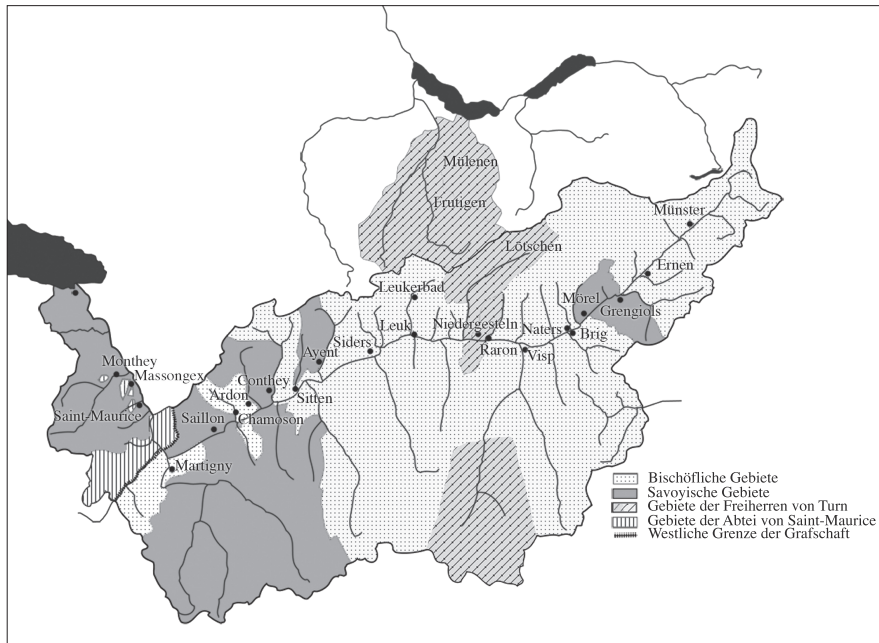 Mülenen
Frutigen
Münster
Lötschen
Ernen
Leukerbad
Mörel
Grengiols
Leuk
Niedergesteln
Naters
Siders
Brig
Raron
Ayent
Visp
Monthey
Massongex
Conthey
Ardon
Sitten
Saint-Maurice
Saillon
Chamoson
Martigny
Bischöfliche Gebiete
Savoyische Gebiete
Gebiete der Freiherren von Turn
Gebiete der Abtei von Saint-Maurice
Westliche Grenze der Grafschaft